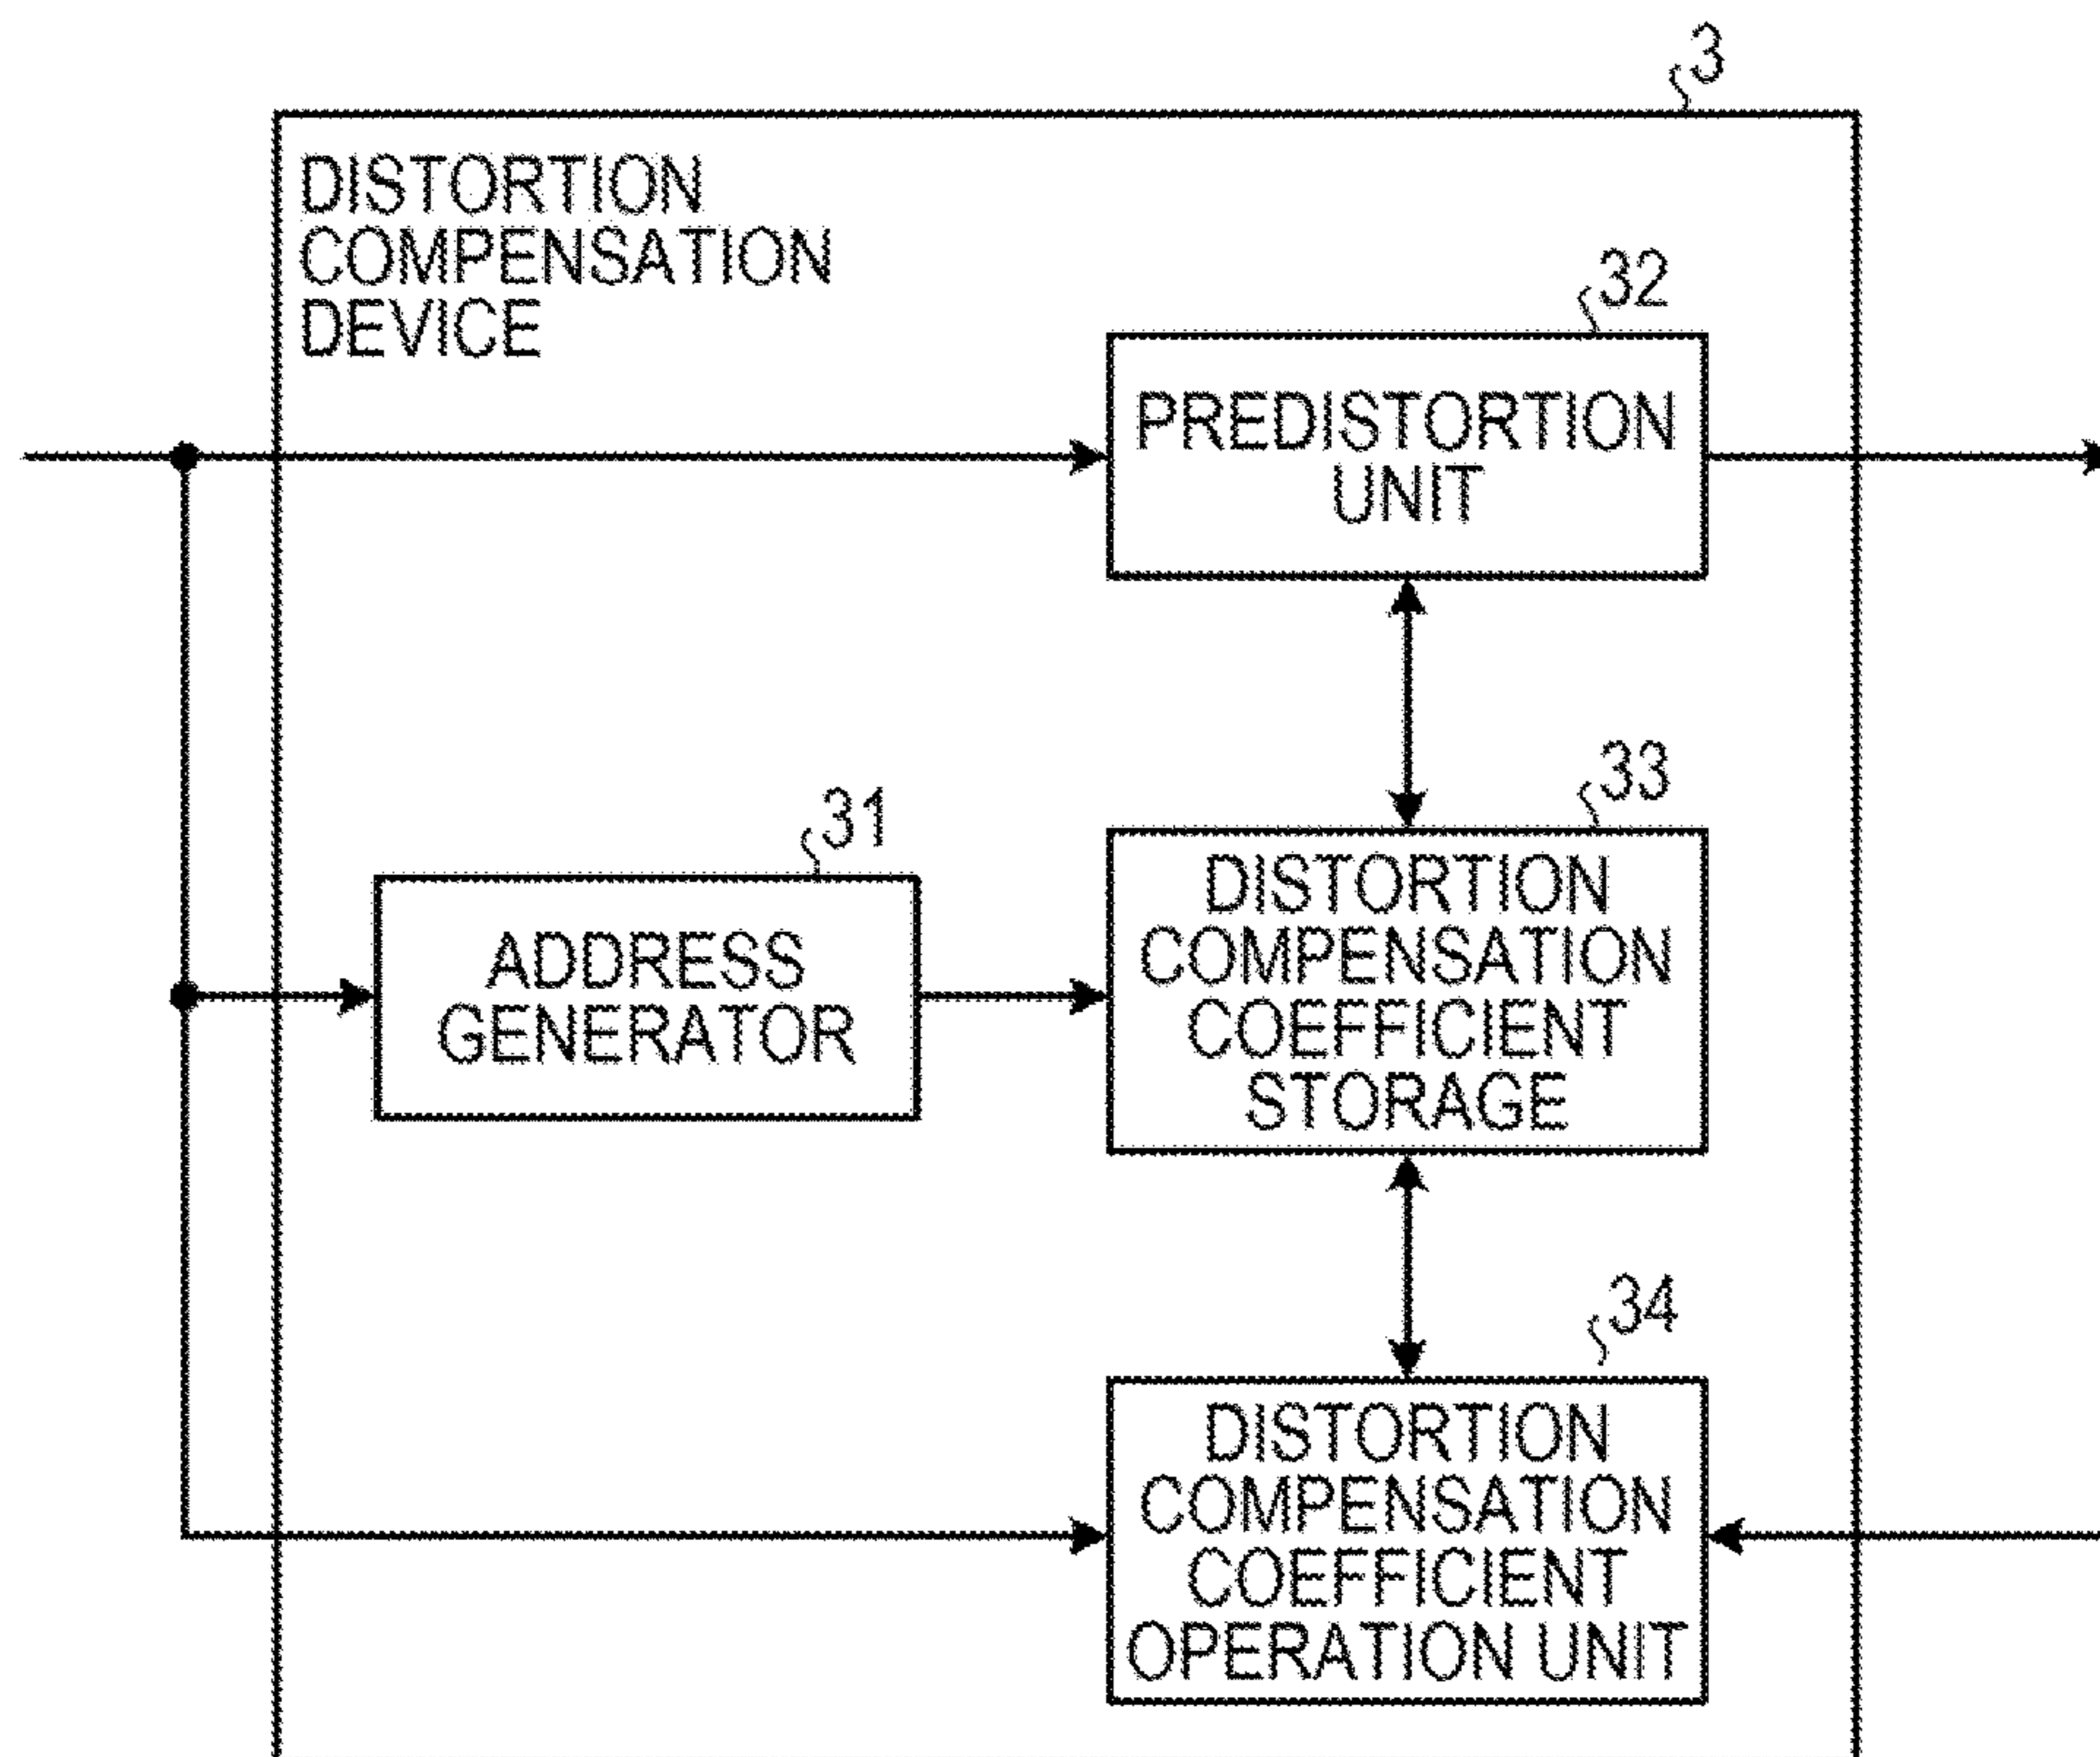 3
DISTORTION
COMPENSATION
DEVICE
32
PREDISTORTION
UNIT
33
31
DISTORTION
COMPENSATION
COEFFICIENT
STORAGE
ADDRESS
GENERATOR
34
DISTORTION
COMPENSATION
COEFFICIENT
OPERATION UNIT